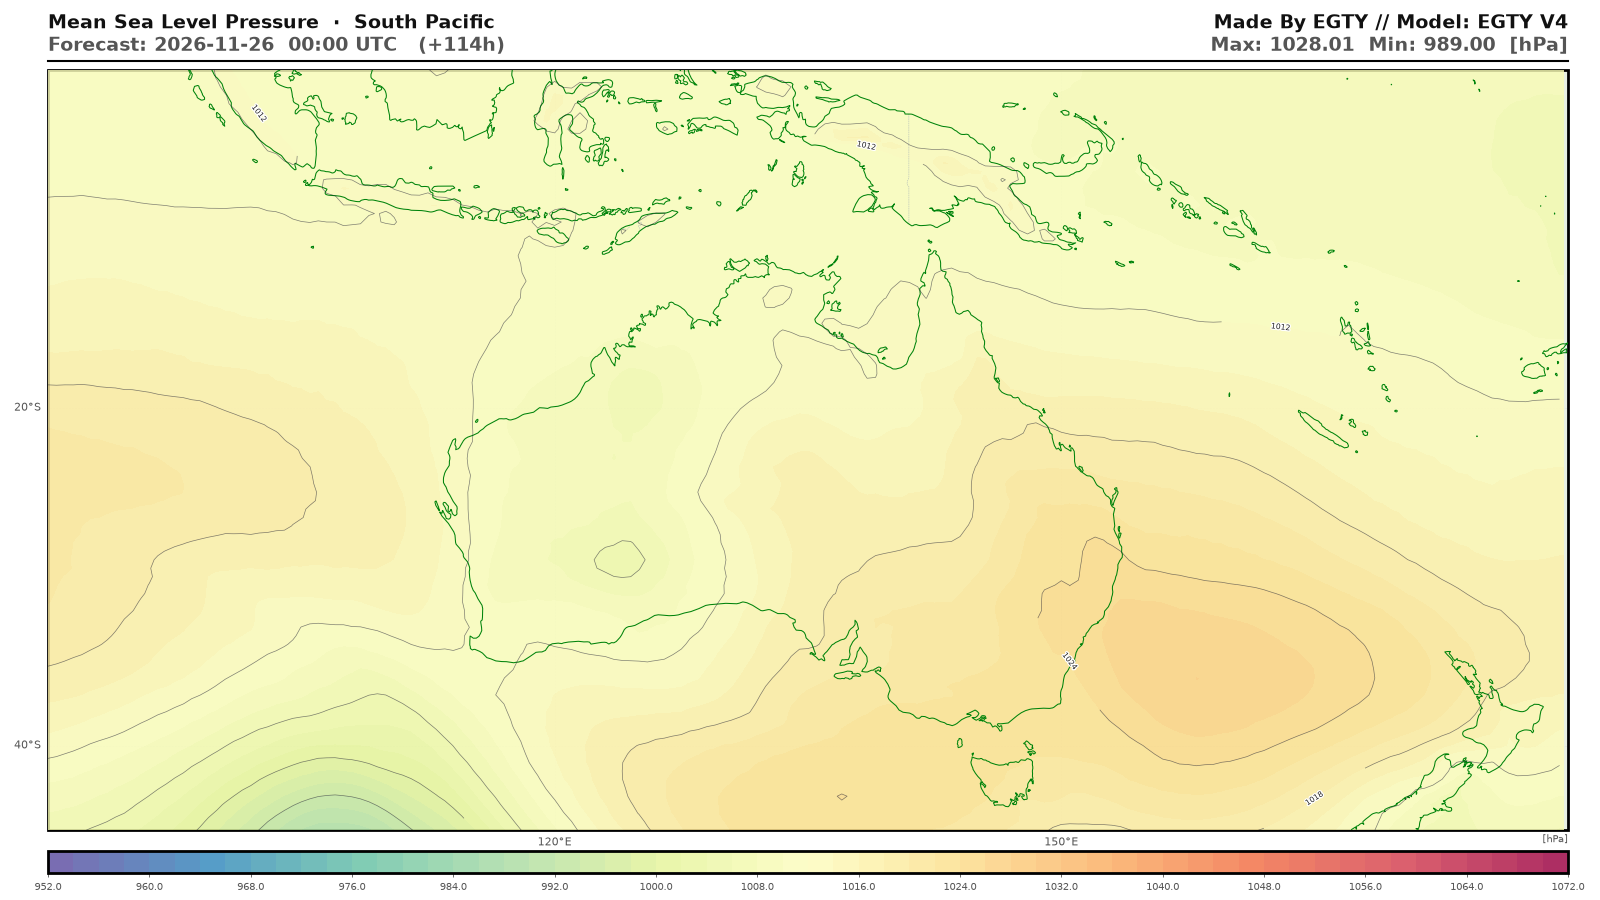 Mean Sea Level Pressure · South Pacific
Made By EGTY // Model: EGTY V4
Forecast: 2026-11-26 00:00 UTC (+114h)
Max: 1028.01 Min: 989.00 [hPa]
1012
1012
1012
20°S
1024
40°S
1018
120°E
150°E
[hPa]
952.0 960.0 968.0 976.0 984.0 992.0 1000.0 1008.0 1016.0 1024.0 1032.0 1040.0 1048.0 1056.0 1064.0 1072.0